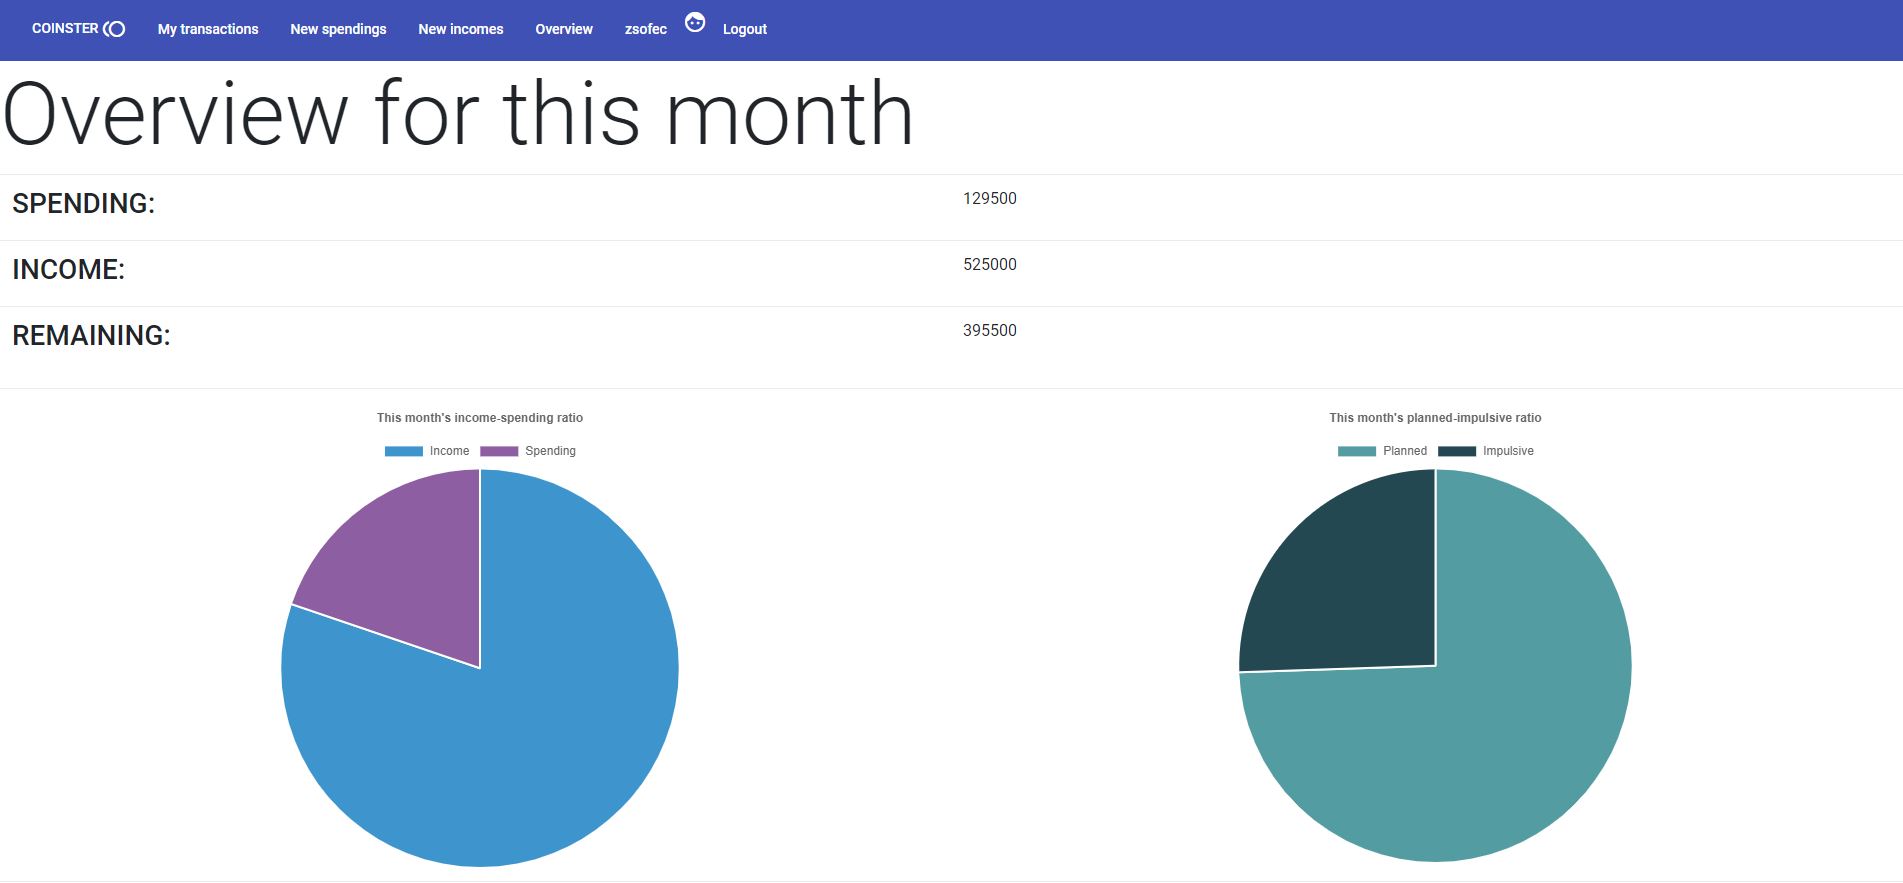 COINSTER My transactions New spendings New incomes Overview zsofec Logout
Overview for this month
SPENDING: 129500
INCOME: 525000
REMAINING: 395500
This month's income-spending ratio
Income Spending
This month's planned-impulsive ratio
Planned Impulsive